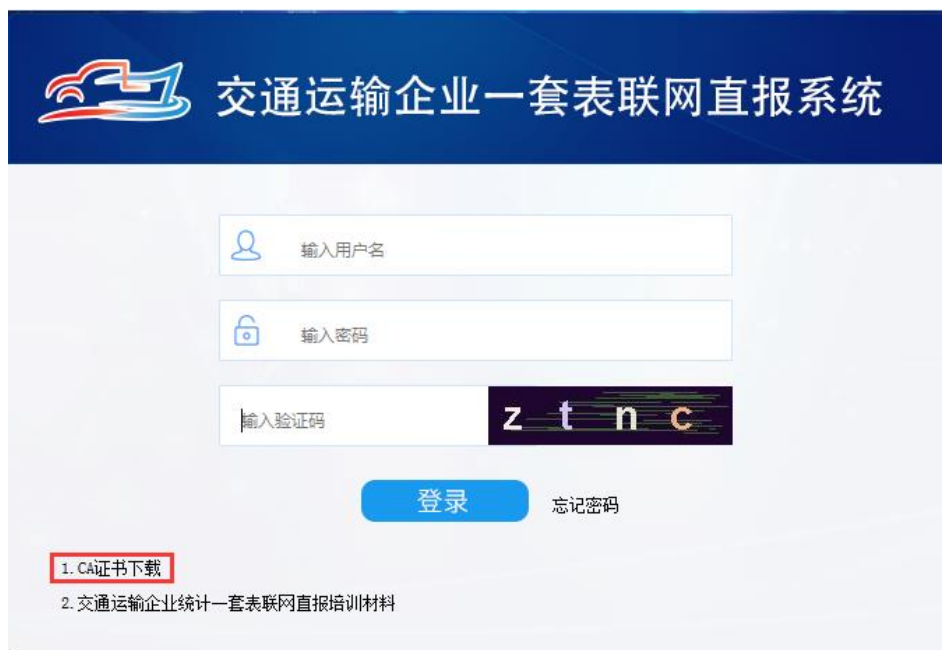 交通运输企业一套表联网直报系统
输入用户名
输入密码
输入验证码
z t n c
登录 忘记密码
1. CA证书下载
2. 交通运输企业统计一套表联网直报培训材料